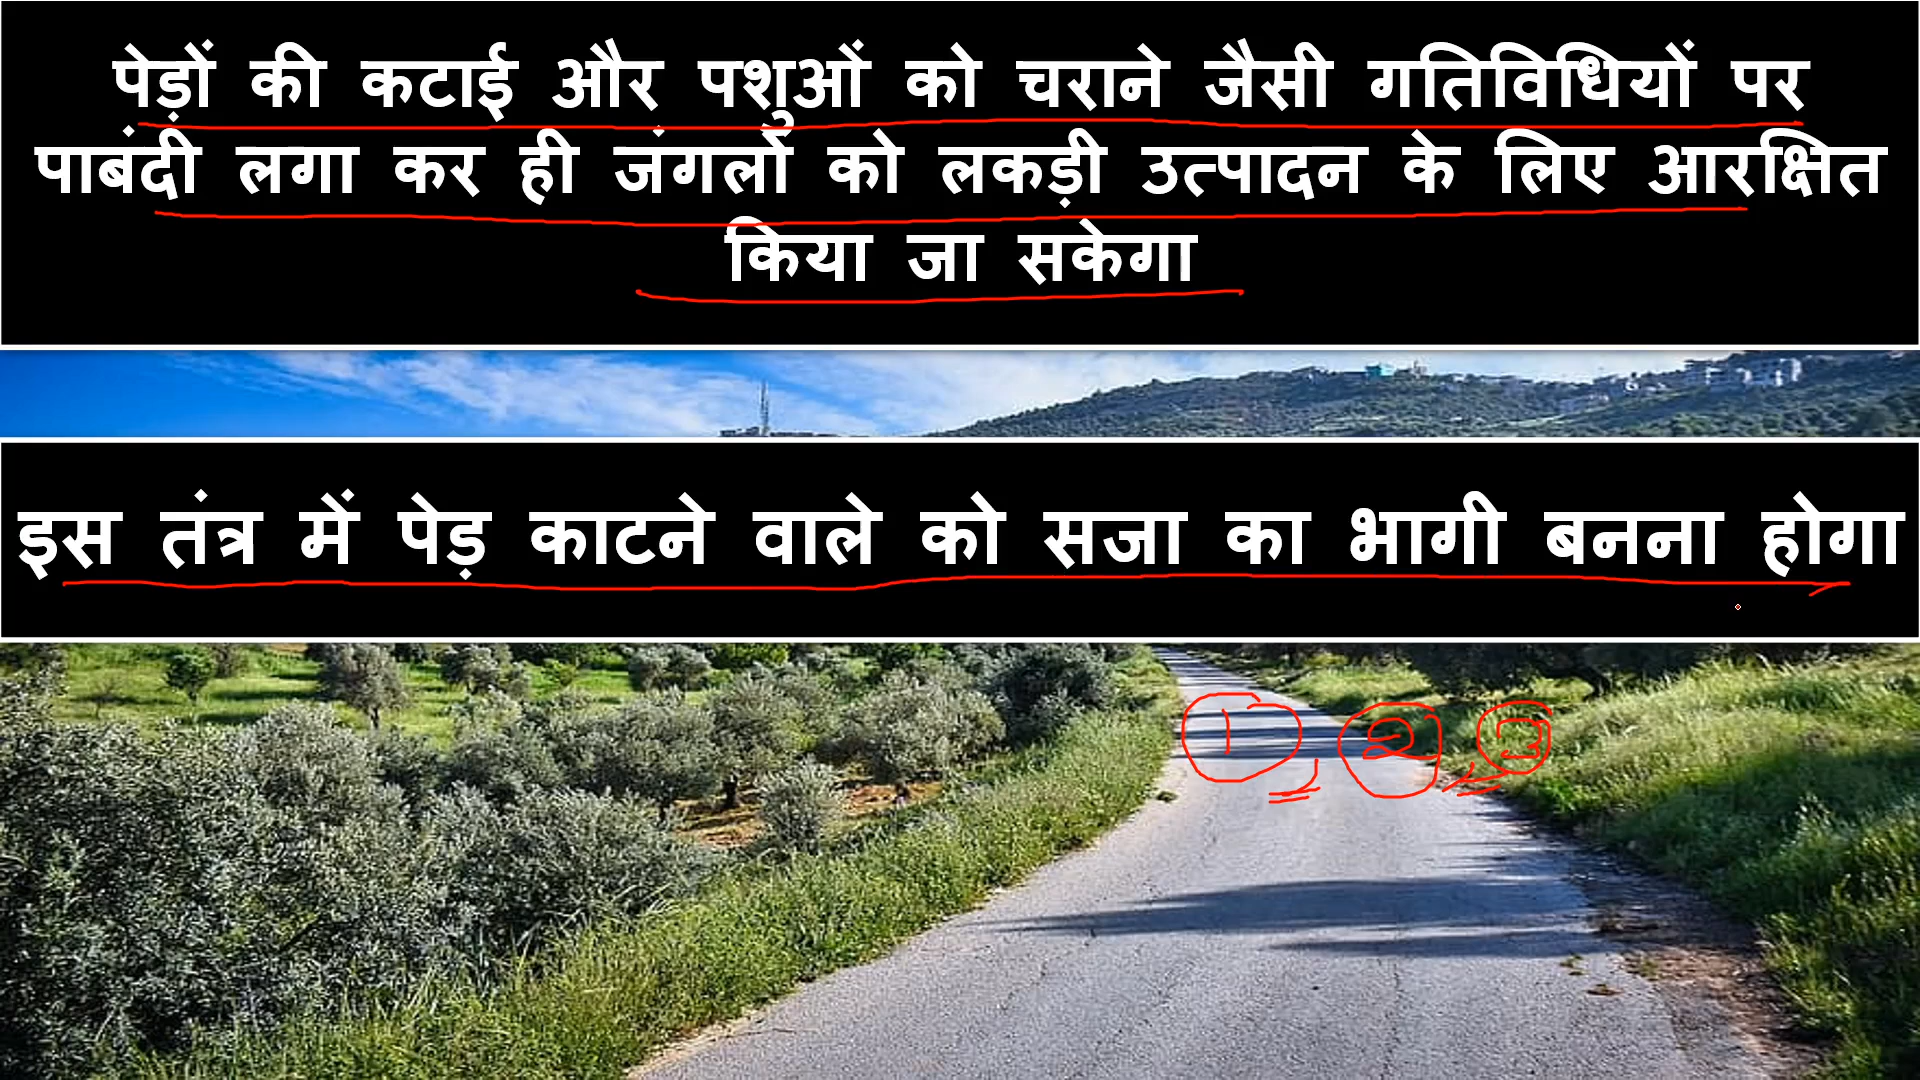 पेड़ों की कटाई और पशुओं को चराने जैसी गतिविधियों पर
पाबंदी लगा कर ही जंगलों को लकड़ी उत्पादन के लिए आरक्षित
किया जा सकेगा
इस तंत्र में पेड़ काटने वाले को सजा का भागी बनना होगा
1 2 3